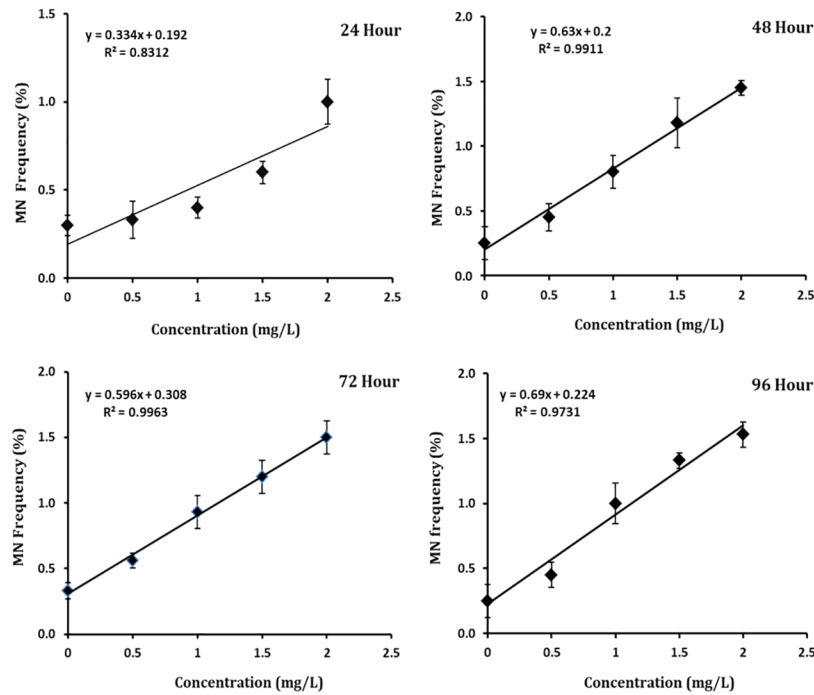 24 Hour
y = 0.334x + 0.192
R² = 0.8312
MN Frequency (%)
1.5
1.0
0.5
0.0
0 0.5 1 1.5 2 2.5
Concentration (mg/L)
48 Hour
y = 0.63x + 0.2
R² = 0.9911
MN Frequency (%)
2.0
1.5
1.0
0.5
0.0
0 0.5 1 1.5 2 2.5
Concentration (mg/L)
72 Hour
y = 0.596x + 0.308
R² = 0.9963
MN Frequency (%)
2.0
1.5
1.0
0.5
0.0
0 0.5 1 1.5 2 2.5
Concentration (mg/L)
96 Hour
y = 0.69x + 0.224
R² = 0.9731
MN frequency (%)
2.0
1.5
1.0
0.5
0.0
0 0.5 1 1.5 2 2.5
Concentration (mg/L)